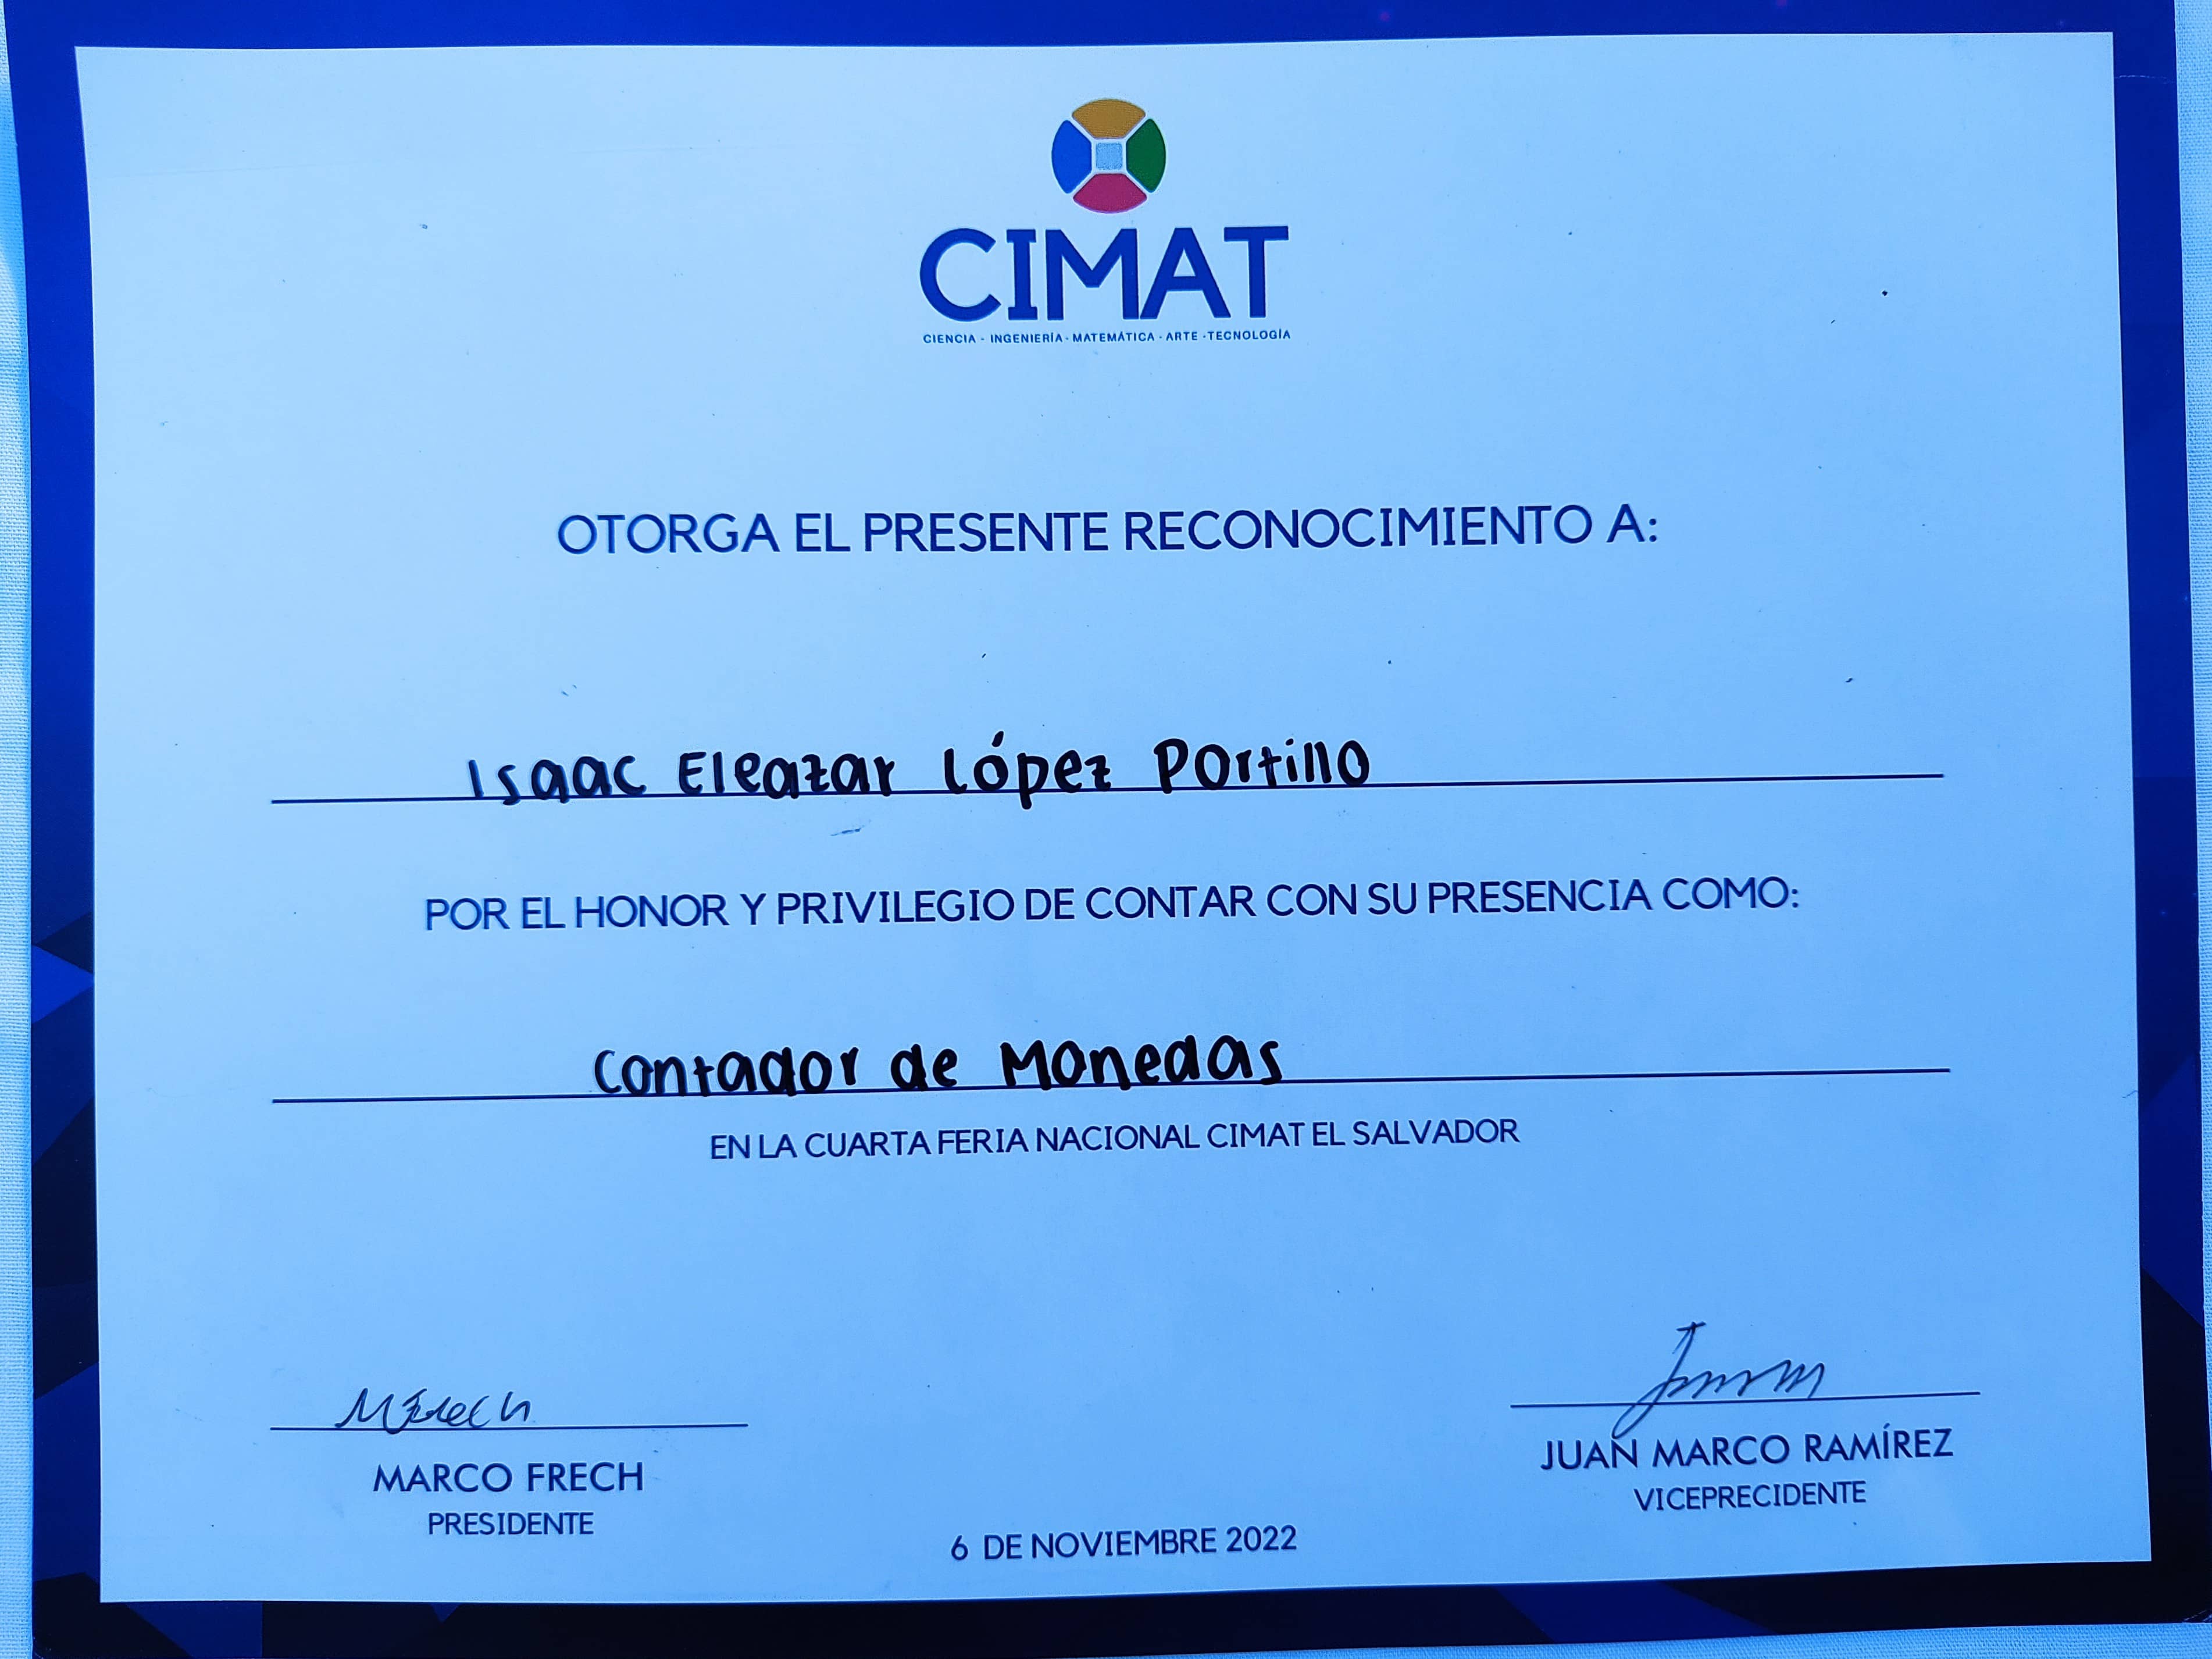 CIMAT
CIENCIA - INGENIERÍA - MATEMÁTICA - ARTE - TECNOLOGÍA
OTORGA EL PRESENTE RECONOCIMIENTO A:
Isaac Eleazar López Portillo
POR EL HONOR Y PRIVILEGIO DE CONTAR CON SU PRESENCIA COMO:
Contador de Monedas
EN LA CUARTA FERIA NACIONAL CIMAT EL SALVADOR
MFrech
MARCO FRECH
PRESIDENTE
JUAN MARCO RAMÍREZ
VICEPRECIDENTE
6 DE NOVIEMBRE 2022